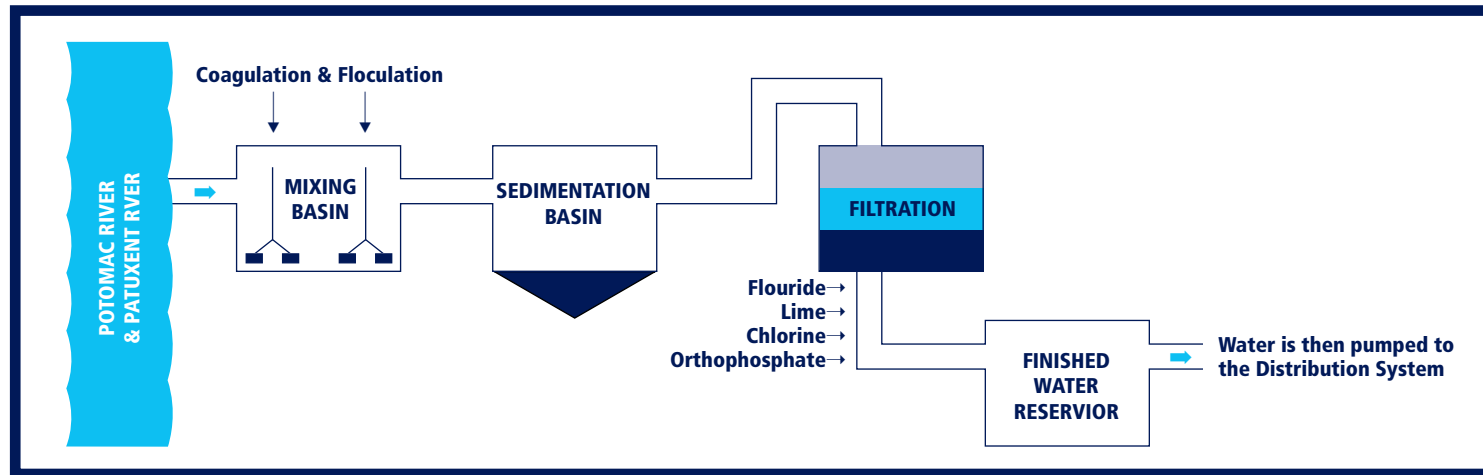 POTOMAC RIVER
& PATUXENT RVER
Coagulation & Floculation
MIXING
BASIN
SEDIMENTATION
BASIN
FILTRATION
Flouride→
Lime→
Chlorine→
Orthophosphate→
FINISHED
WATER
RESERVIOR
Water is then pumped to
the Distribution System